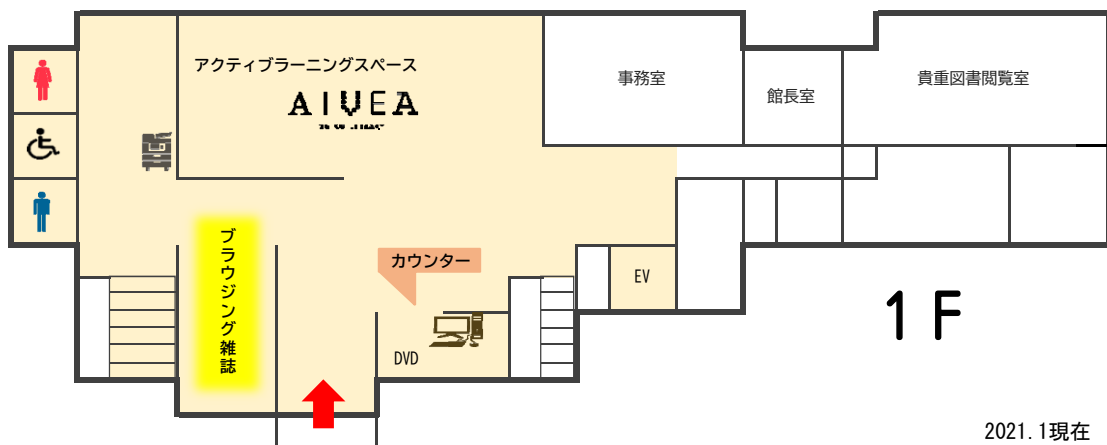 アクティブラーニングスペース
AIVEA
事務室
館長室
貴重図書閲覧室
ブラウジング雑誌
カウンター
EV
DVD
1F
2021.1現在